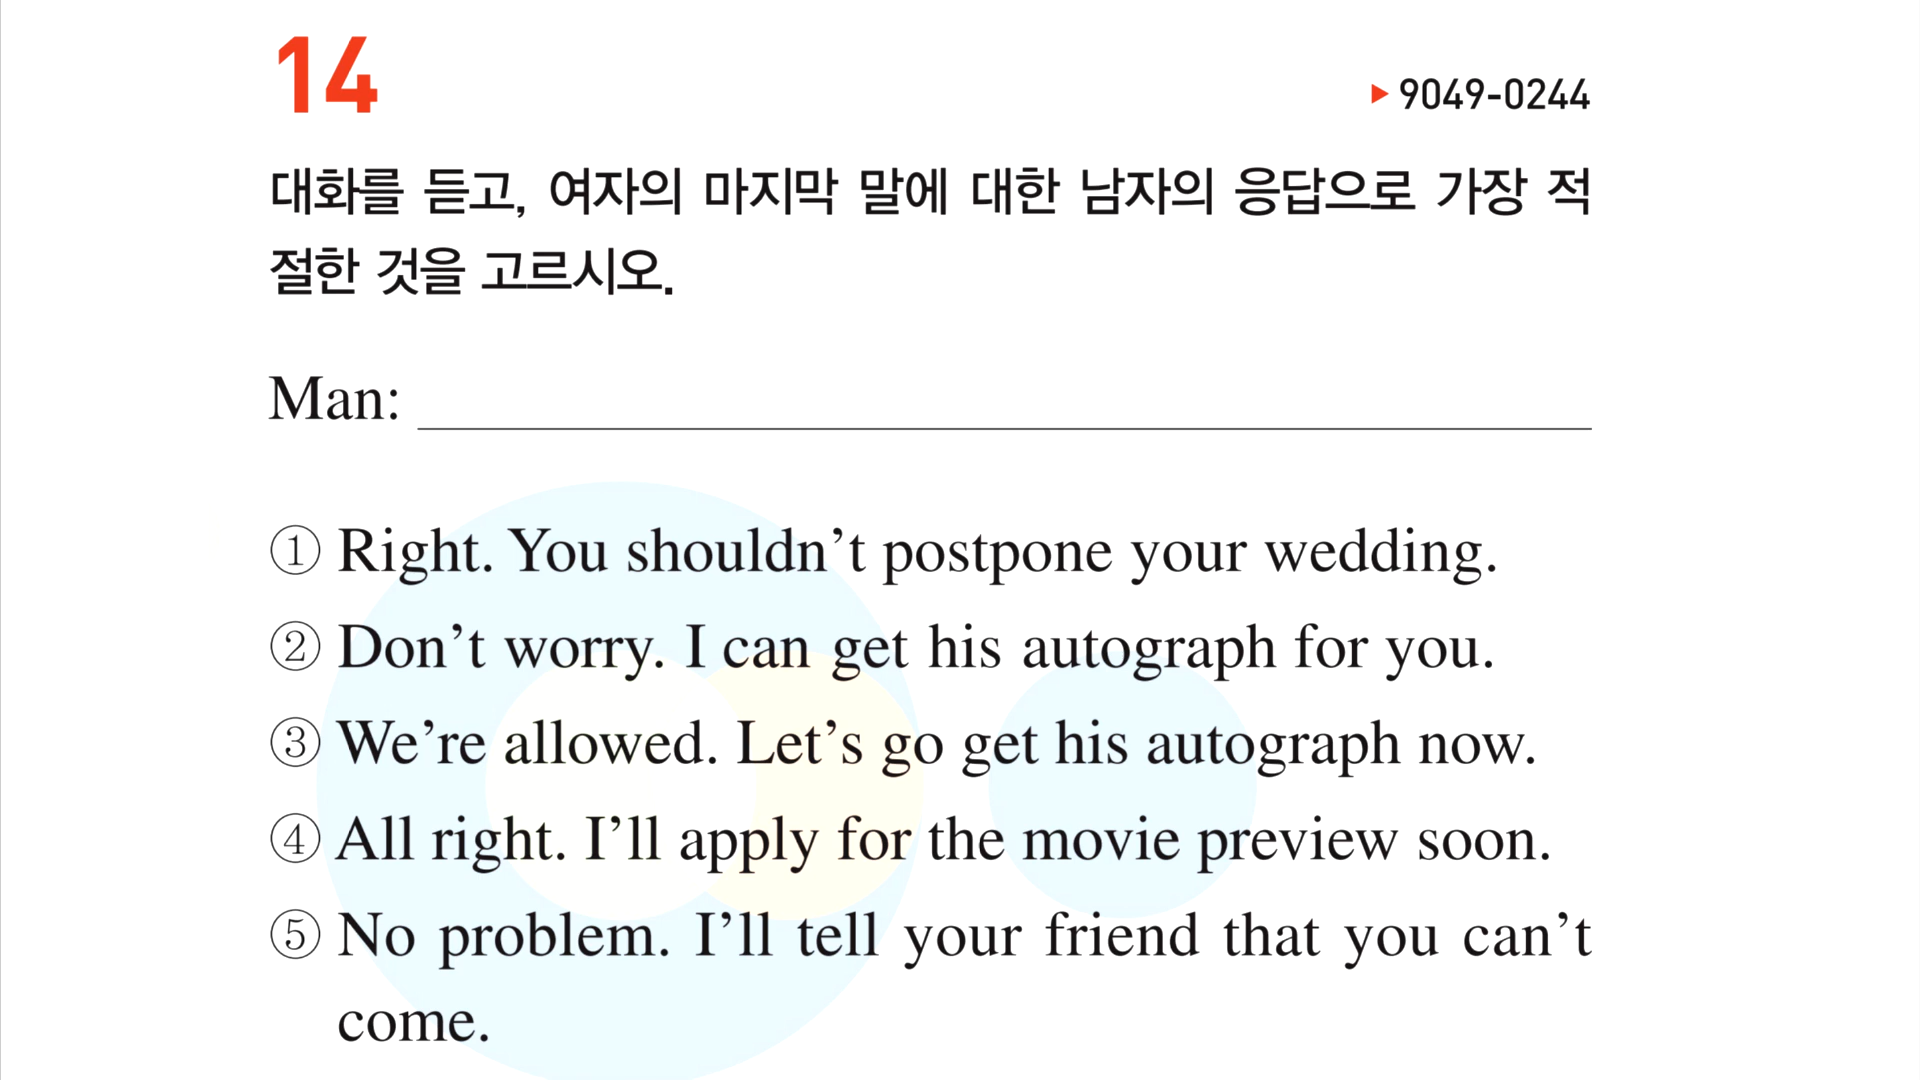 14
▶ 9049-0244
대화를 듣고, 여자의 마지막 말에 대한 남자의 응답으로 가장 적
절한 것을 고르시오.
Man: 
① Right. You shouldn’t postpone your wedding.
② Don’t worry. I can get his autograph for you.
③ We’re allowed. Let’s go get his autograph now.
④ All right. I’ll apply for the movie preview soon.
⑤ No problem. I’ll tell your friend that you can’t
come.